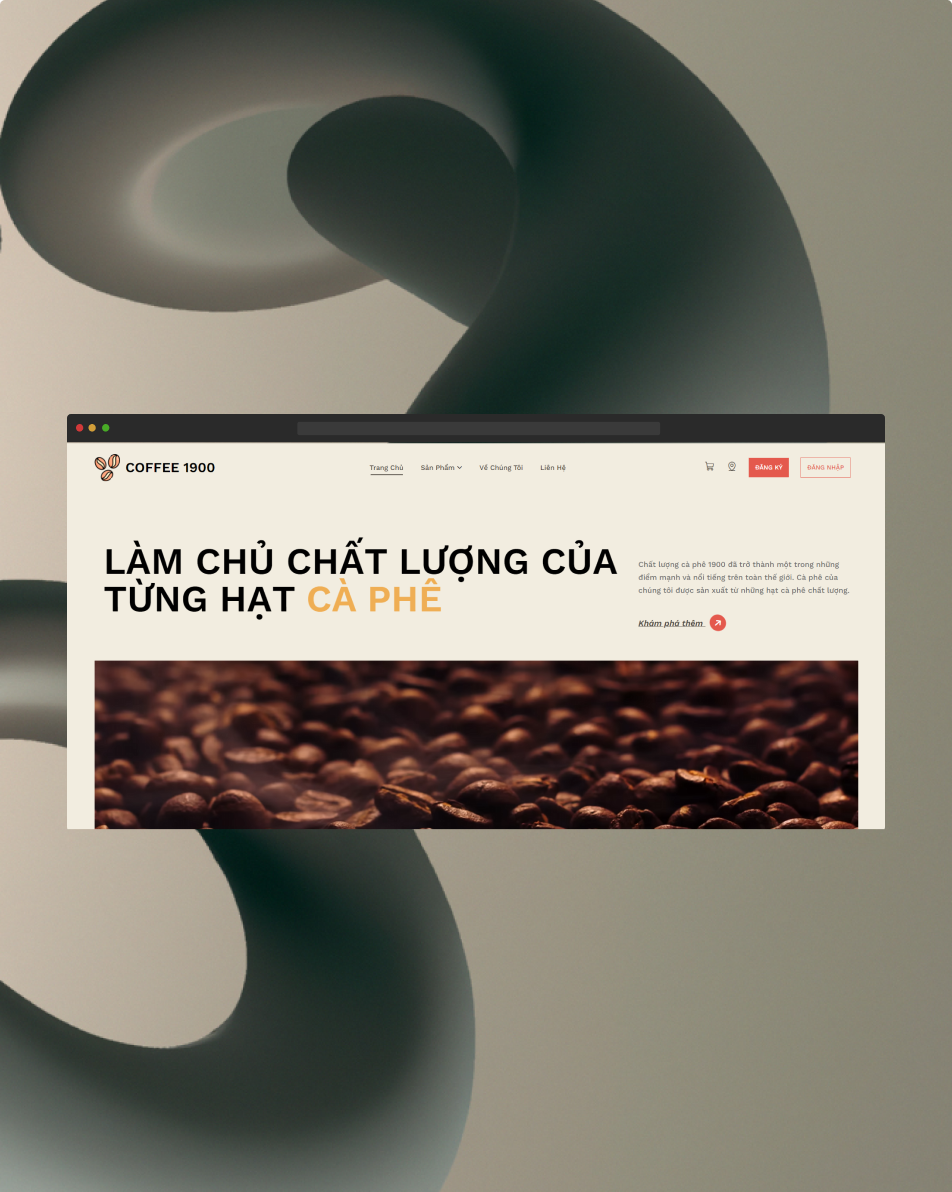 COFFEE 1900
Trang Chủ
Sản Phẩm
Về Chúng Tôi
Liên Hệ
ĐĂNG KÝ
ĐĂNG NHẬP
LÀM CHỦ CHẤT LƯỢNG CỦA
TỪNG HẠT CÀ PHÊ
Chất lượng cà phê 1900 đã trở thành một trong những
điểm mạnh và nổi tiếng trên toàn thế giới. Cà phê của
chúng tôi được sản xuất từ những hạt cà phê chất lượng.
Khám phá thêm